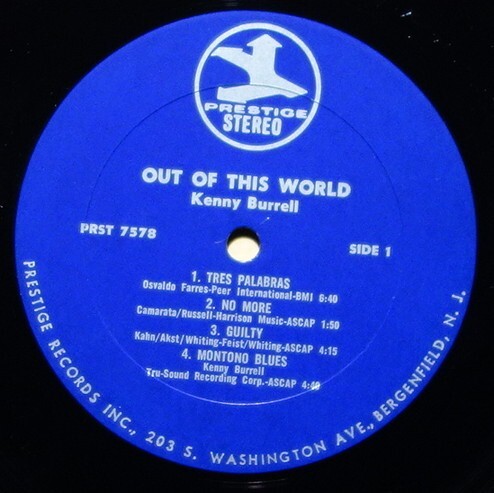 PRESTIGE
STEREO
OUT OF THIS WORLD
Kenny Burrell
PRST 7578
SIDE 1
1. TRES PALABRAS
Osvaldo Farres-Peer International-BMI 6:40
2. NO MORE
Camarata/Russell-Harrison Music-ASCAP 1:50
3. GUILTY
Kahn/Akst/Whiting-Feist/Whiting-ASCAP 4:15
4. MONTONO BLUES
Kenny Burrell
Tru-Sound Recording Corp.-ASCAP 4:40
PRESTIGE RECORDS INC., 203 S. WASHINGTON AVE., BERGENFIELD, N. J.